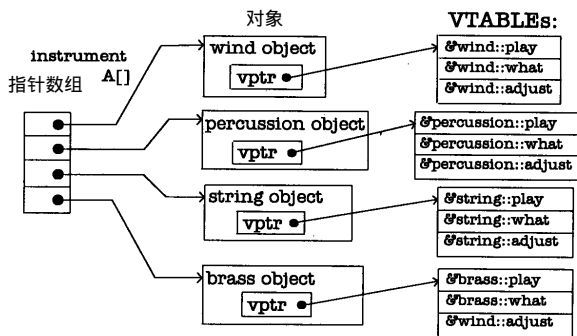 对象
VTABLEs:
instrument
A[]
指针数组
wind object
vptr
&wind::play
&wind::what
&wind::adjust
percussion object
vptr
&percussion::play
&percussion::what
&percussion::adjust
string object
vptr
&string::play
&string::what
&string::adjust
brass object
vptr
&brass::play
&brass::what
&wind::adjust